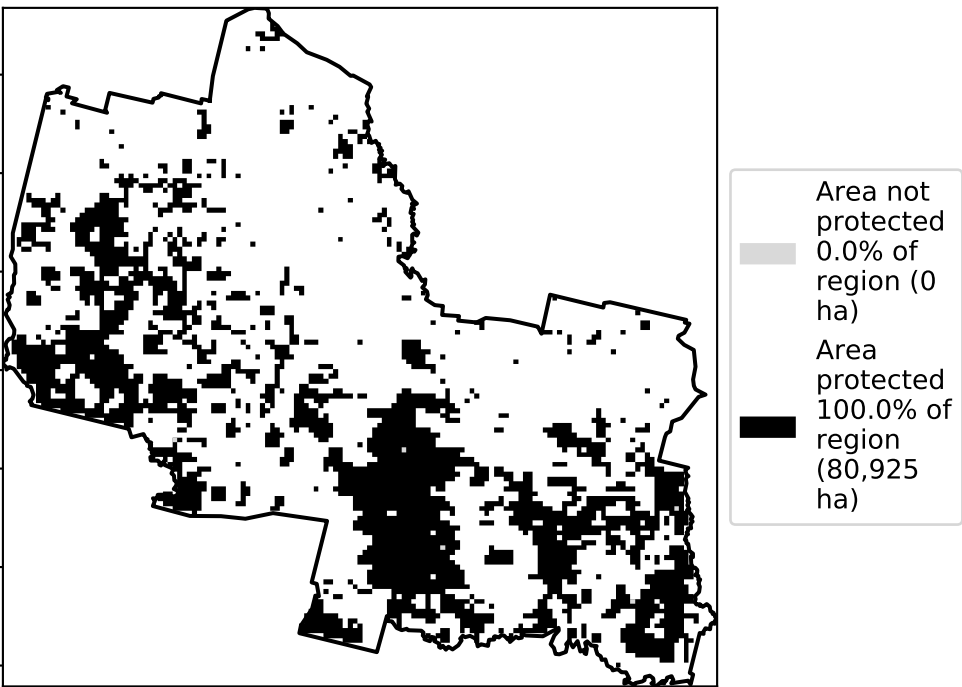 Area not
protected
0.0% of
region (0
ha)
Area
protected
100.0% of
region
(80,925
ha)